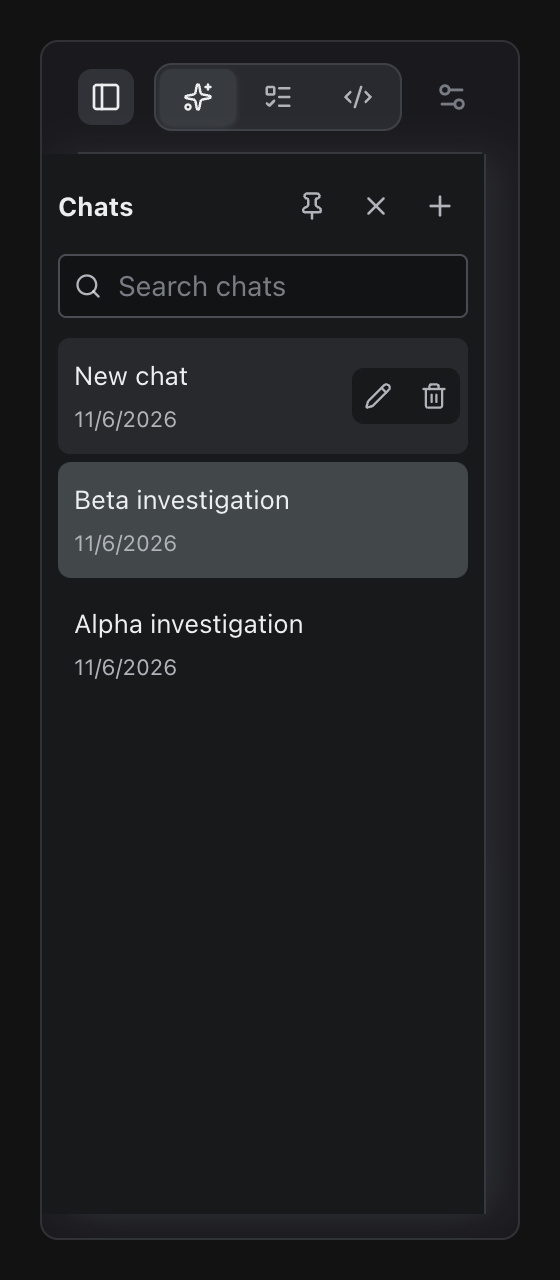 Chats
Search chats
New chat
11/6/2026
Beta investigation
11/6/2026
Alpha investigation
11/6/2026